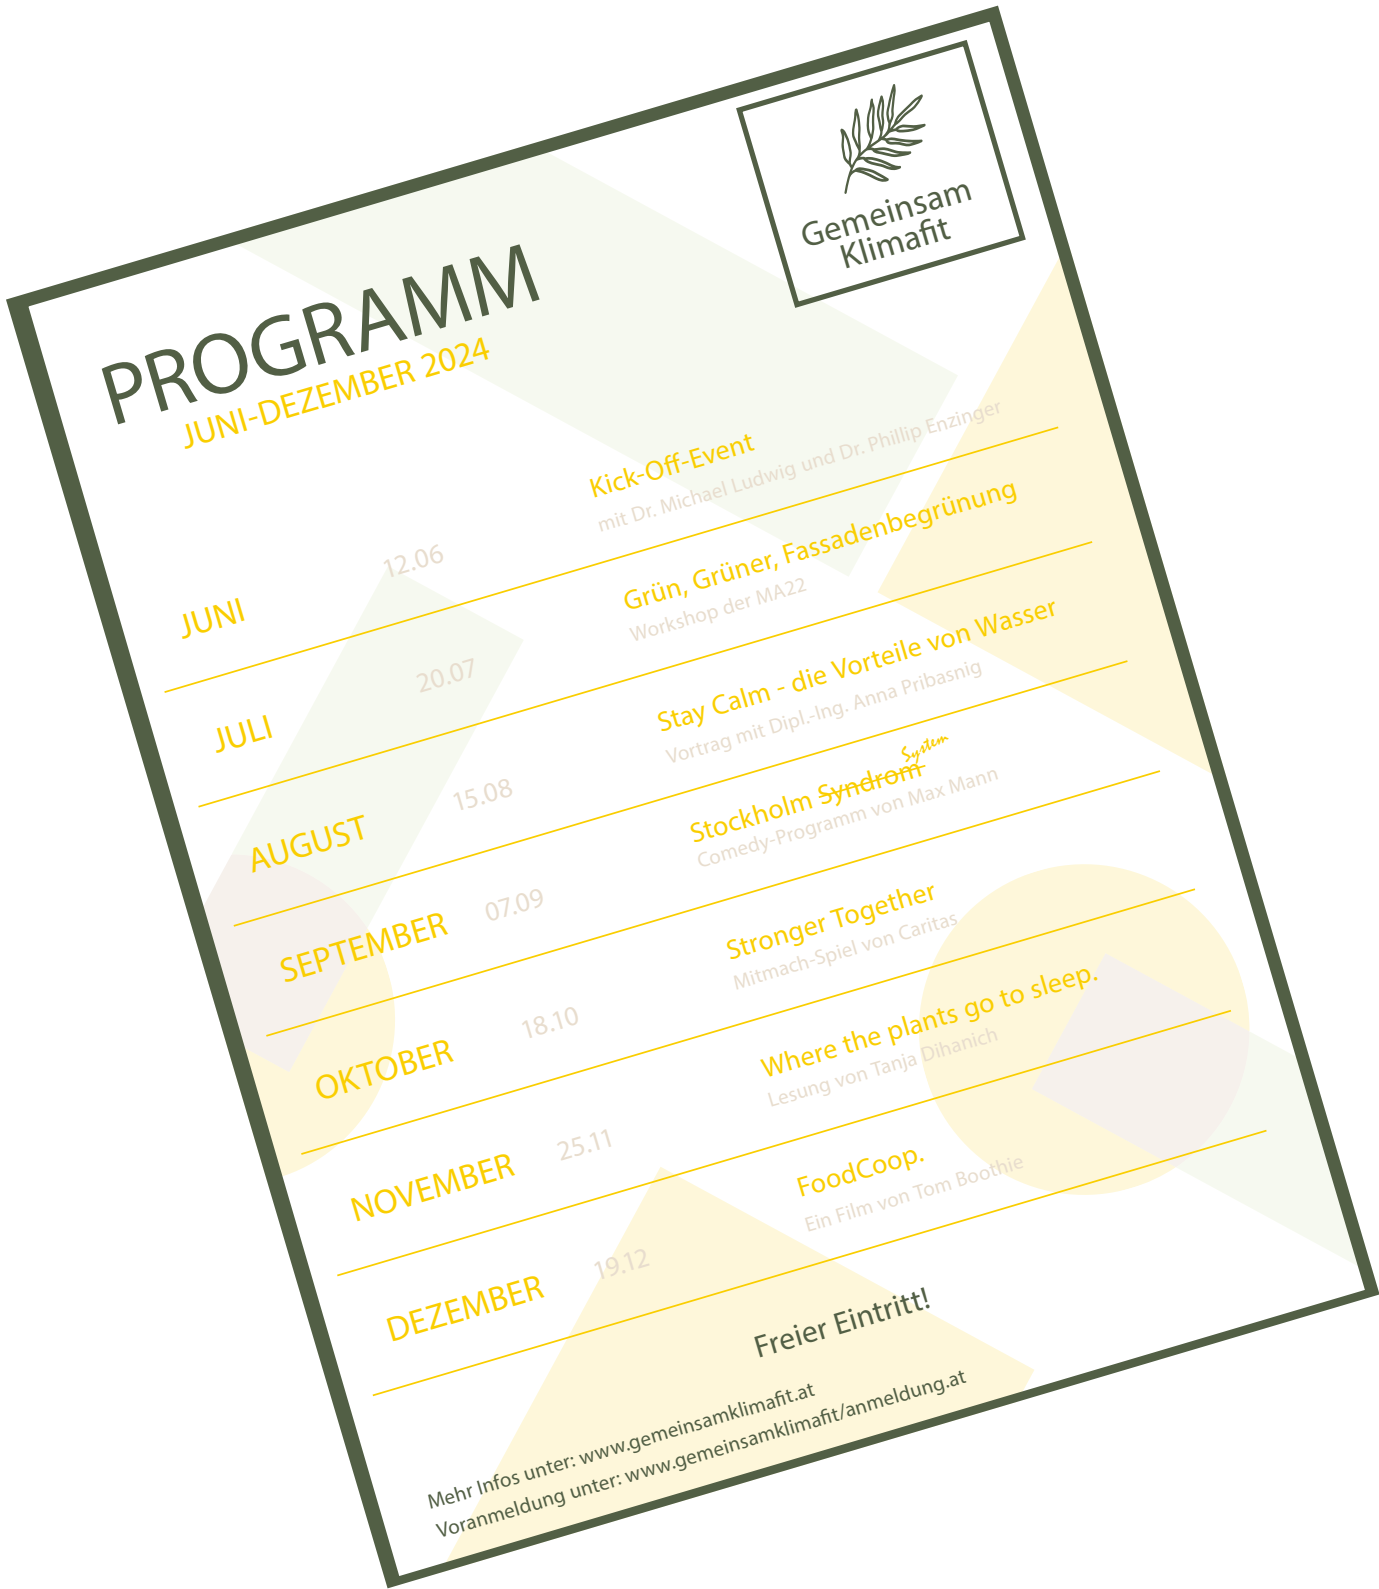 Gemeinsam
Klimafit
PROGRAMM
JUNI-DEZEMBER 2024
JUNI 12.06 Kick-Off-Event
mit Dr. Michael Ludwig und Dr. Phillip Enzinger
JULI 20.07 Grün, Grüner, Fassadenbegrünung
Workshop der MA22
AUGUST 15.08 Stay Calm - die Vorteile von Wasser
Vortrag mit Dipl.-Ing. Anna Pribasnig
System
SEPTEMBER 07.09 Stockholm Syndrom
Comedy-Programm von Max Mann
OKTOBER 18.10 Stronger Together
Mitmach-Spiel von Caritas
NOVEMBER 25.11 Where the plants go to sleep.
Lesung von Tanja Dihanich
DEZEMBER 19.12 FoodCoop.
Ein Film von Tom Boothie
Freier Eintritt!
Mehr Infos unter: www.gemeinsamklimafit.at
Voranmeldung unter: www.gemeinsamklimafit/anmeldung.at